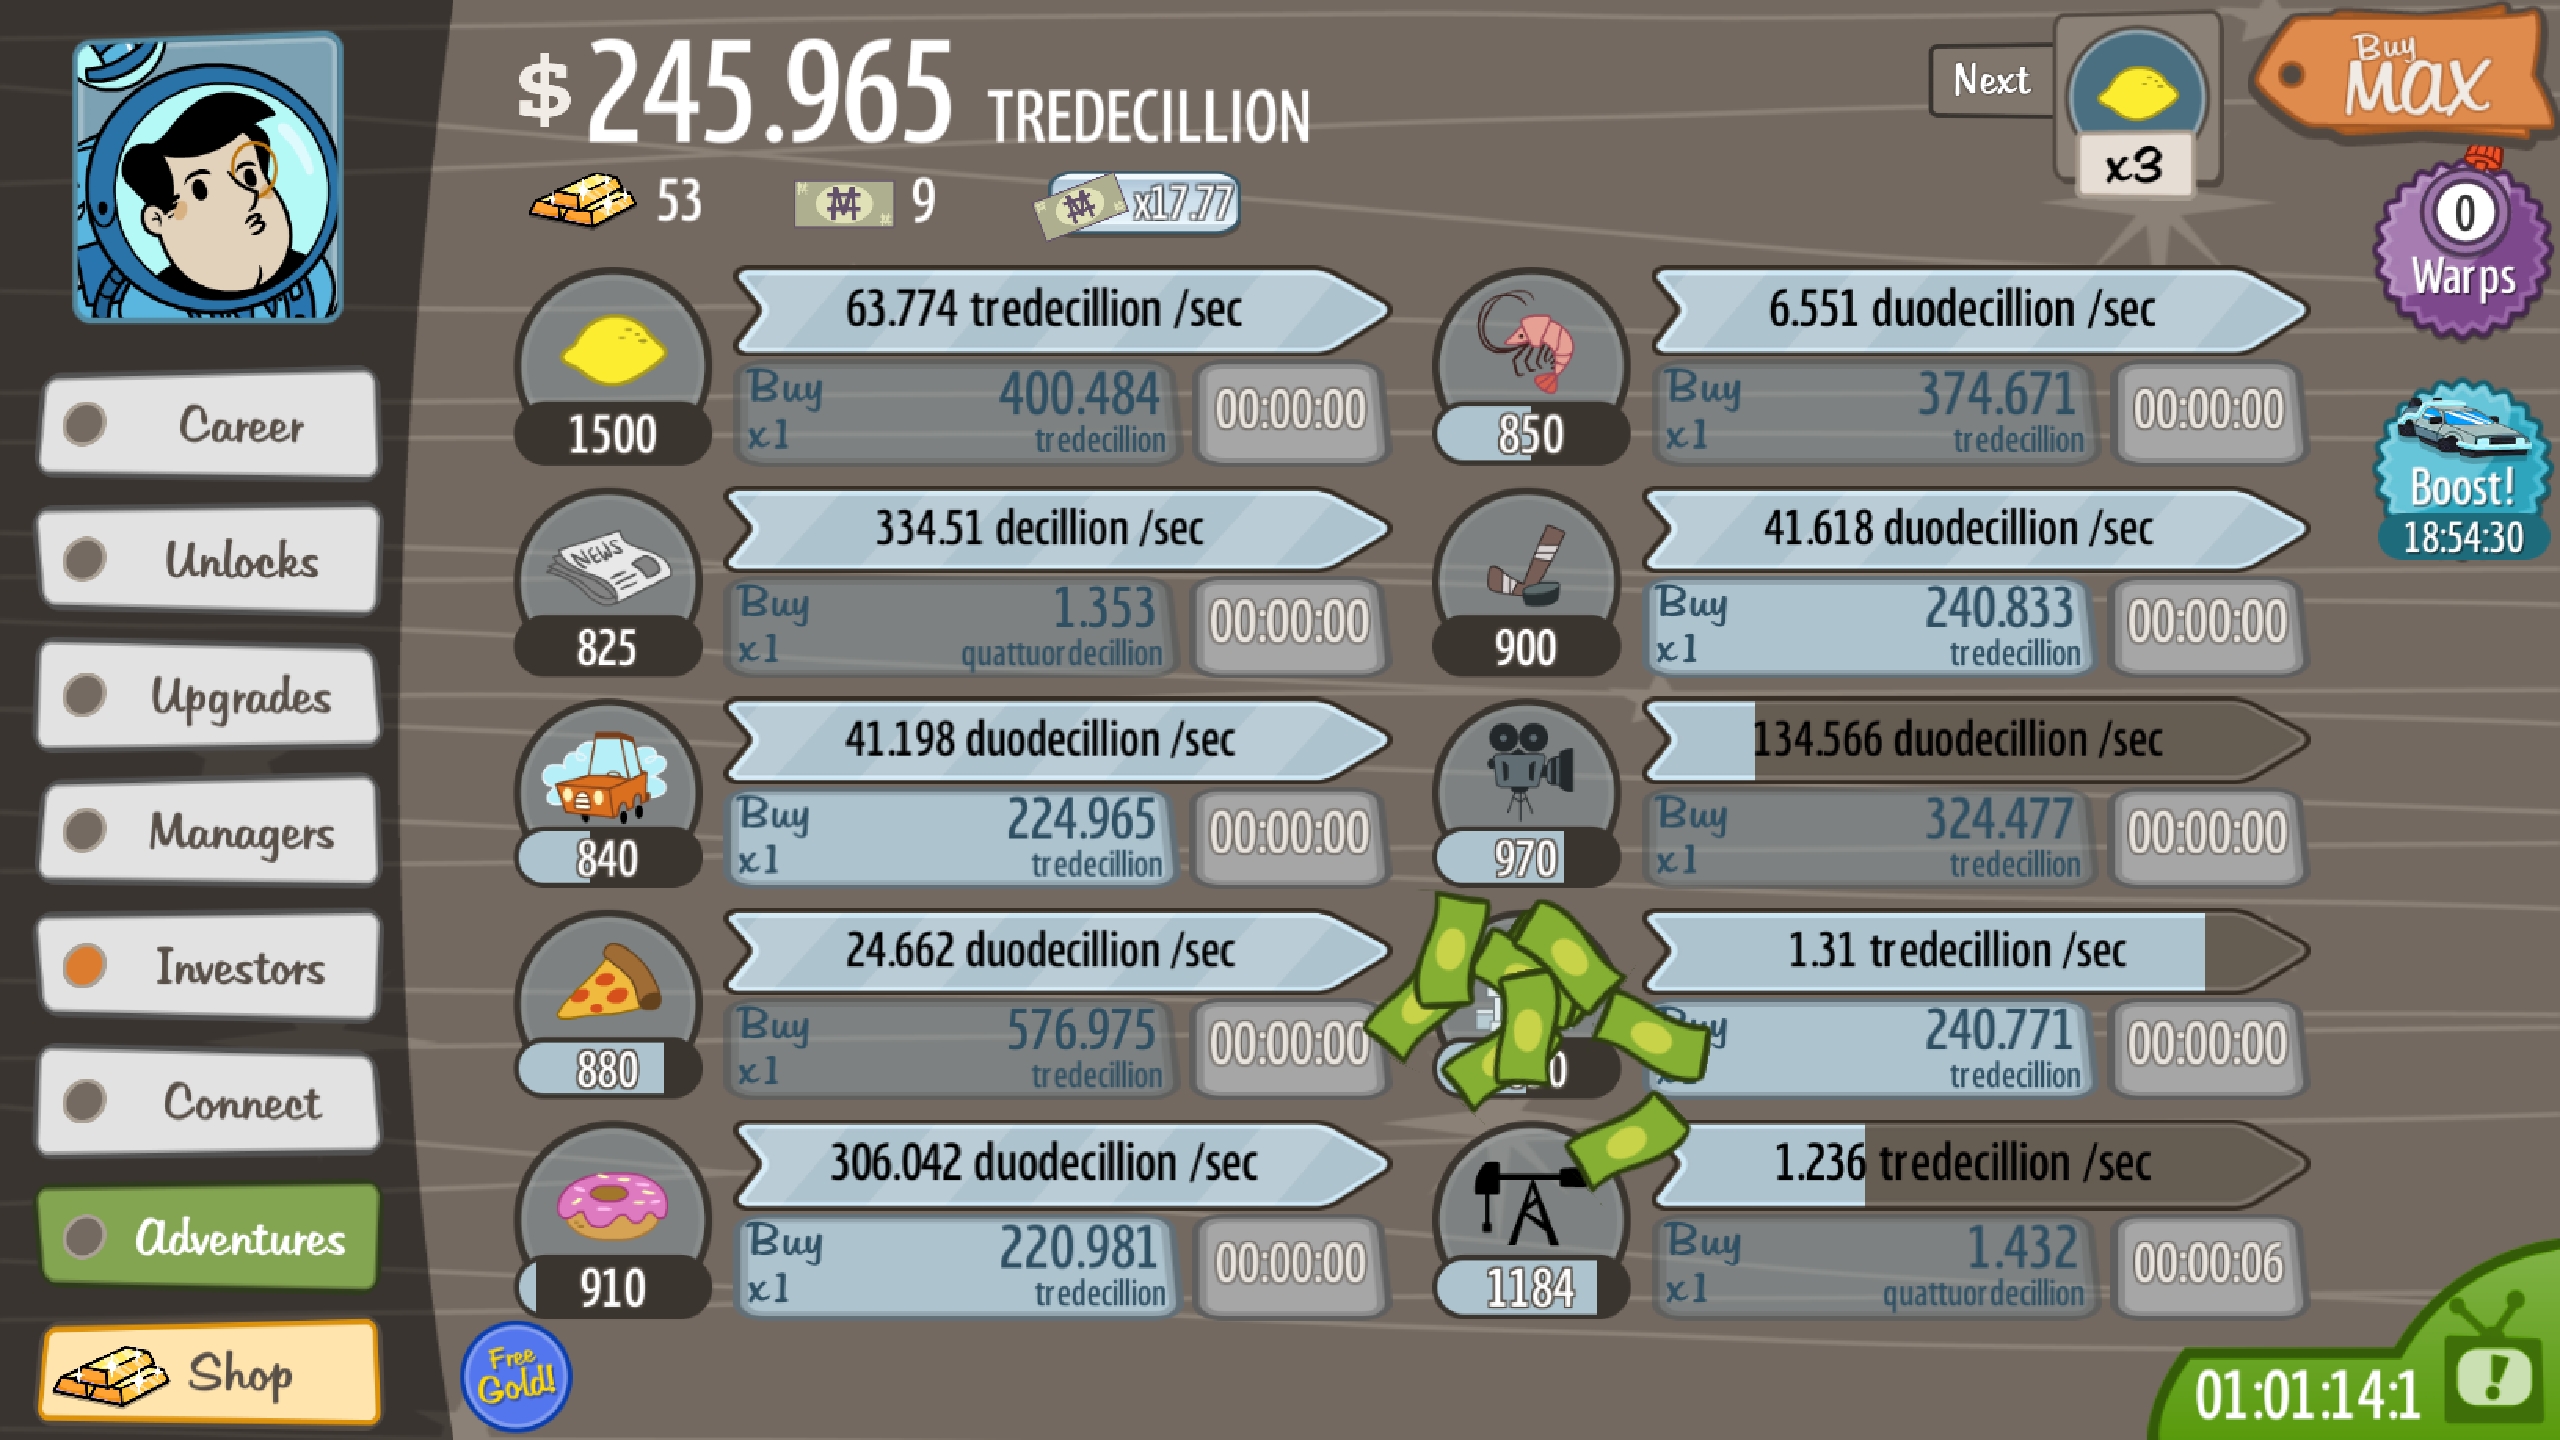 $245.965 TREDECILLION
53
9
x17.77
Next
x3
Buy
MAX
0
Warps
Boost!
18:54:30
Career
Unlocks
Upgrades
Managers
Investors
Connect
Adventures
Shop
63.774 tredecillion /sec
Buy 400.484
x1 tredecillion
00:00:00
1500
6.551 duodecillion /sec
Buy 374.671
x1 tredecillion
00:00:00
850
NEWS
334.51 decillion /sec
Buy 1.353
x1 quattuordecillion
00:00:00
825
41.618 duodecillion /sec
Buy 240.833
x1 tredecillion
00:00:00
900
41.198 duodecillion /sec
Buy 224.965
x1 tredecillion
00:00:00
840
134.566 duodecillion /sec
Buy 324.477
x1 tredecillion
00:00:00
970
24.662 duodecillion /sec
Buy 576.975
x1 tredecillion
00:00:00
880
1.31 tredecillion /sec
240.771
tredecillion
00:00:00
306.042 duodecillion /sec
Buy 220.981
x1 tredecillion
00:00:00
910
1.236 tredecillion /sec
Buy 1.432
x1 quattuordecillion
00:00:06
1184
Free
Gold!
01:01:14:1
!